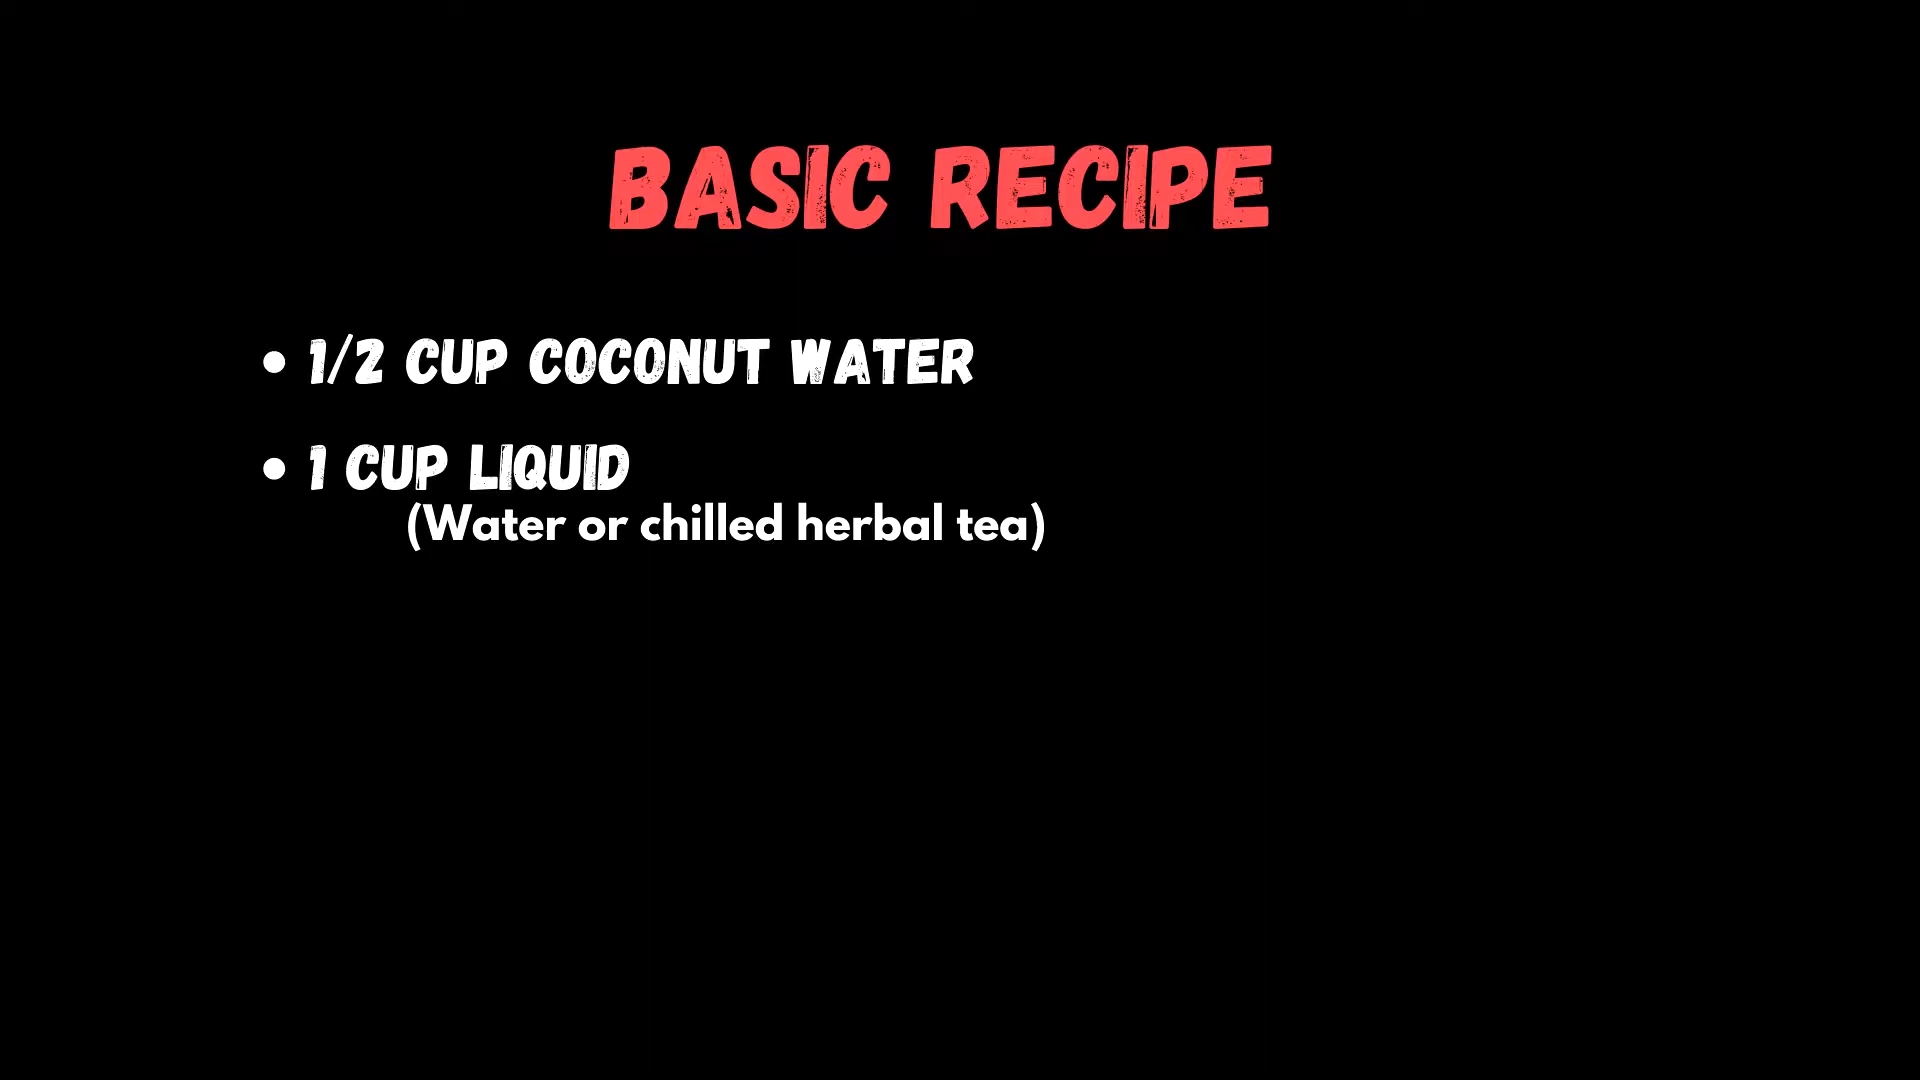 BASIC RECIPE
• 1/2 CUP COCONUT WATER
• 1 CUP LIQUID
(Water or chilled herbal tea)